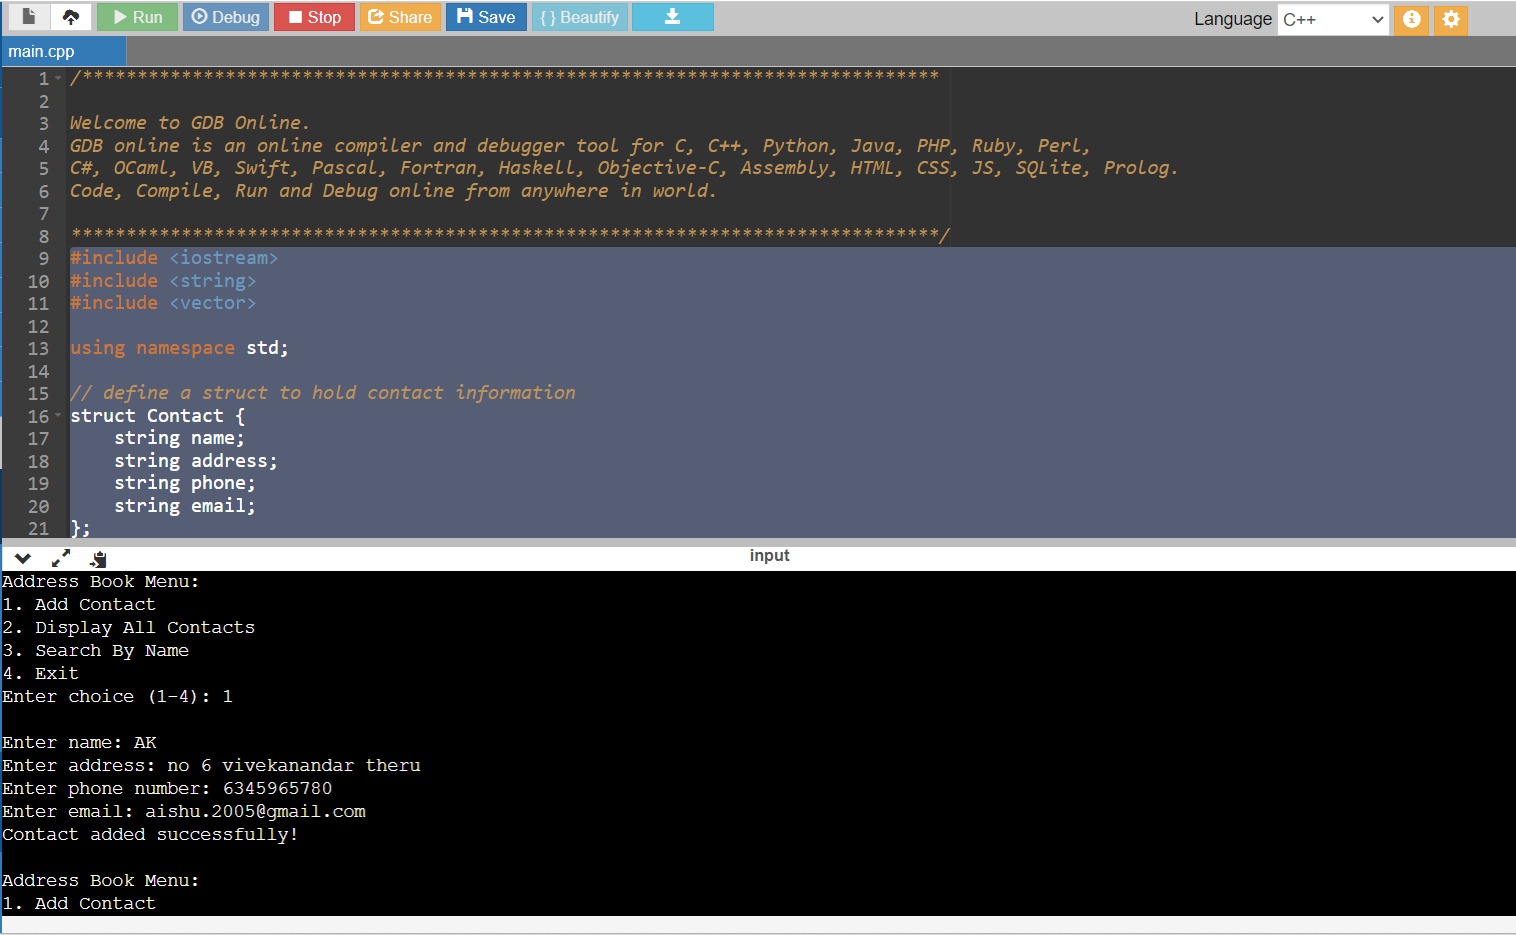 Run Debug Stop Share Save { } Beautify Language C++
main.cpp
1 /******************************************************************************
2
3 Welcome to GDB Online.
4 GDB online is an online compiler and debugger tool for C, C++, Python, Java, PHP, Ruby, Perl,
5 C#, OCaml, VB, Swift, Pascal, Fortran, Haskell, Objective-C, Assembly, HTML, CSS, JS, SQLite, Prolog.
6 Code, Compile, Run and Debug online from anywhere in world.
7
8 *******************************************************************************/
9 #include <iostream>
10 #include <string>
11 #include <vector>
12
13 using namespace std;
14
15 // define a struct to hold contact information
16 struct Contact {
17     string name;
18     string address;
19     string phone;
20     string email;
21 };
input
Address Book Menu:
1. Add Contact
2. Display All Contacts
3. Search By Name
4. Exit
Enter choice (1-4): 1

Enter name: AK
Enter address: no 6 vivekanandar theru
Enter phone number: 6345965780
Enter email: aishu.2005@gmail.com
Contact added successfully!

Address Book Menu:
1. Add Contact